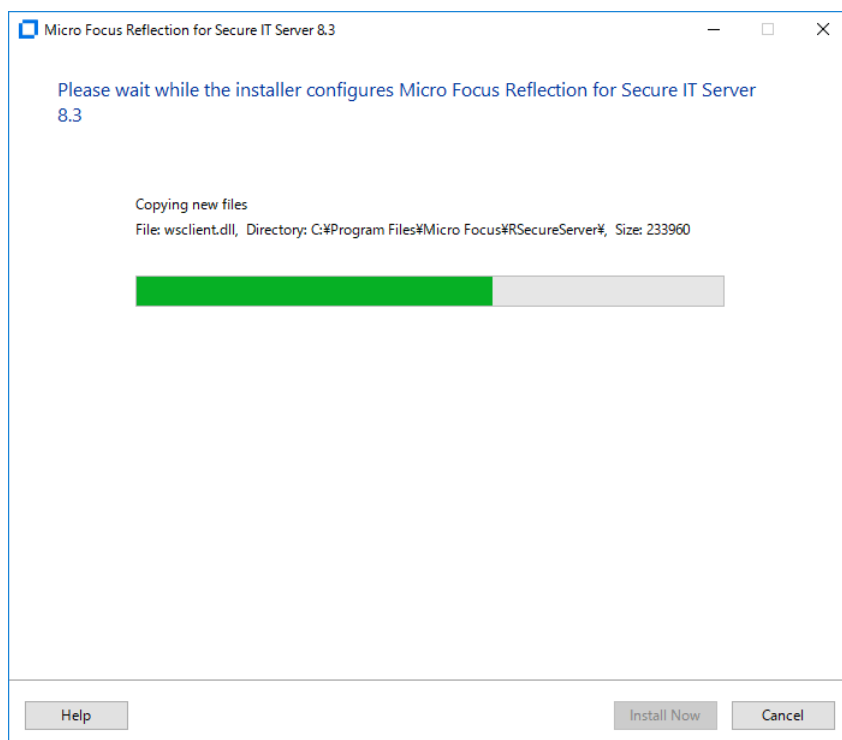 Micro Focus Reflection for Secure IT Server 8.3
Please wait while the installer configures Micro Focus Reflection for Secure IT Server
8.3
Copying new files
File: wsclient.dll, Directory: C:¥Program Files¥Micro Focus¥RSecureServer¥, Size: 233960
Help
Install Now
Cancel